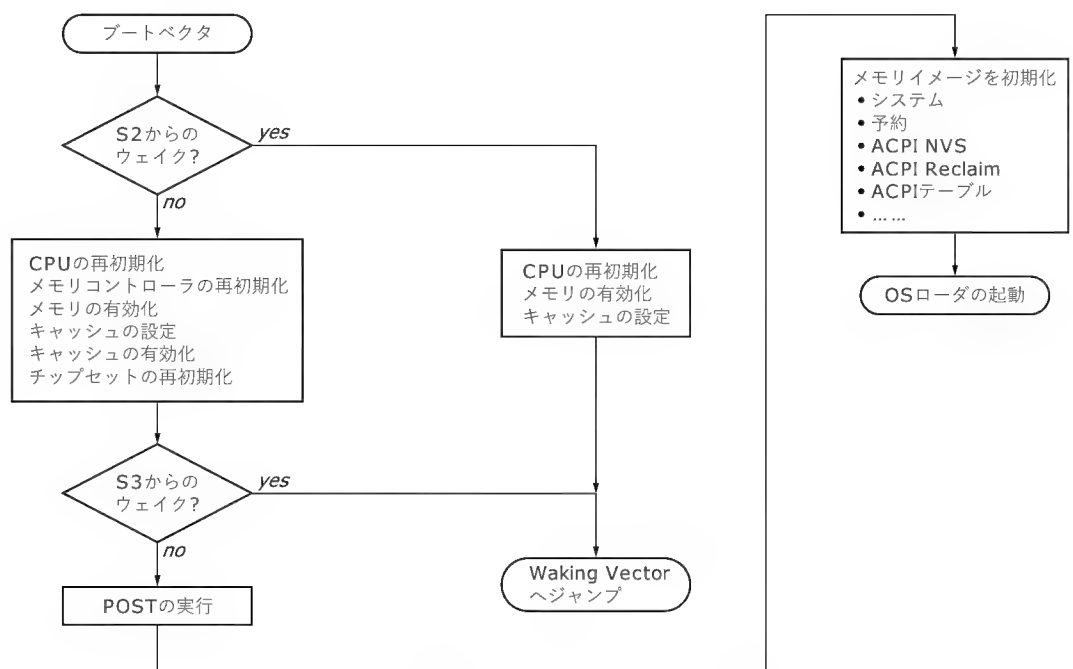 ブートベクタ
S2からの
ウェイク?
yes
no
CPUの再初期化
メモリコントローラの再初期化
メモリの有効化
キャッシュの設定
キャッシュの有効化
チップセットの再初期化
CPUの再初期化
メモリの有効化
キャッシュの設定
S3からの
ウェイク?
yes
no
POSTの実行
Waking Vector
へジャンプ
メモリイメージを初期化
• システム
• 予約
• ACPI NVS
• ACPI Reclaim
• ACPIテーブル
• ……
OSローダの起動